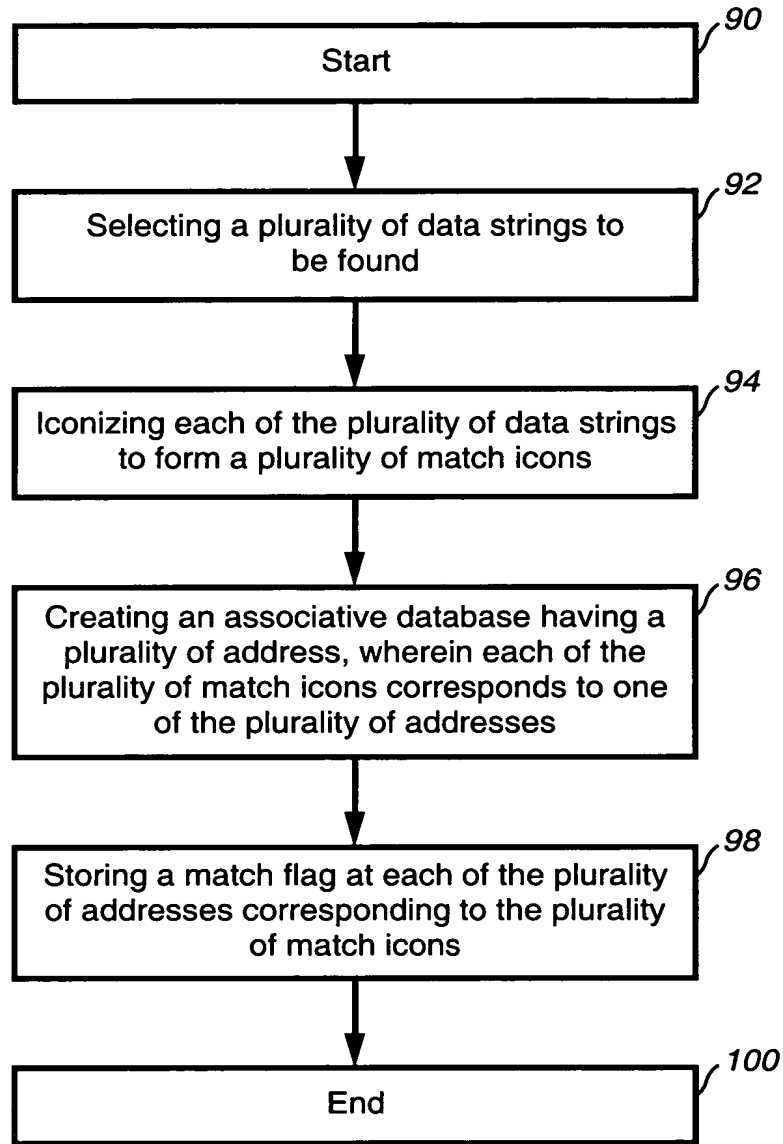 90
Start
92
Selecting a plurality of data strings to
be found
94
Iconizing each of the plurality of data strings
to form a plurality of match icons
96
Creating an associative database having a
plurality of address, wherein each of the
plurality of match icons corresponds to one
of the plurality of addresses
98
Storing a match flag at each of the plurality
of addresses corresponding to the plurality
of match icons
100
End